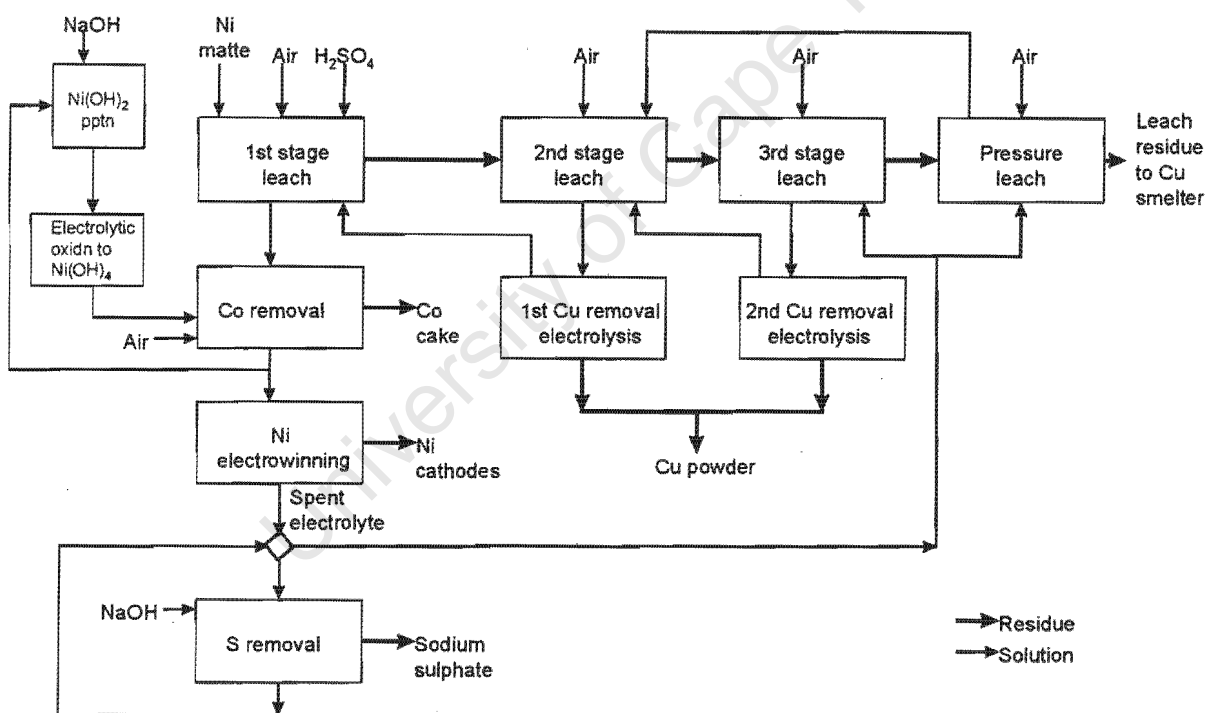 NaOH
Ni
matte
Air
H₂SO₄
Air
Air
Air
Ni(OH)₂
pptn
1st stage
leach
2nd stage
leach
3rd stage
leach
Pressure
leach
Leach
residue
to Cu
smelter
Electrolytic
oxidn to
Ni(OH)₄
Co removal
Co
cake
Air
1st Cu removal
electrolysis
2nd Cu removal
electrolysis
Ni
electrowinning
Ni
cathodes
Cu powder
Spent
electrolyte
NaOH
S removal
Sodium
sulphate
Residue
Solution
University of Cape